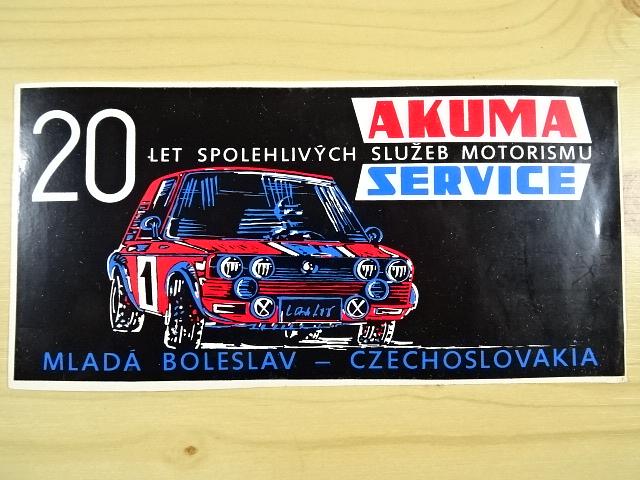 20 LET SPOLEHLIVÝCH SLUŽEB MOTORISMU
AKUMA
SERVICE
1
MLADÁ BOLESLAV – CZECHOSLOVAKIA